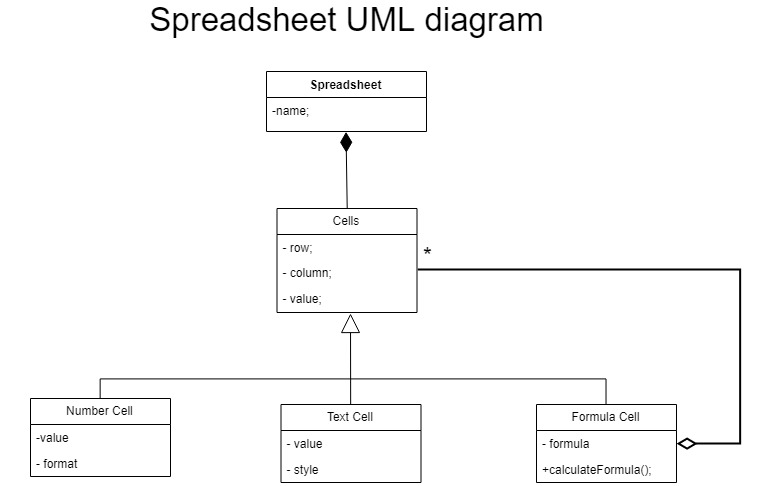 Spreadsheet UML diagram
Spreadsheet
-name;
Cells
- row;
- column;
- value;
*
Number Cell
-value
- format
Text Cell
- value
- style
Formula Cell
- formula
+calculateFormula();